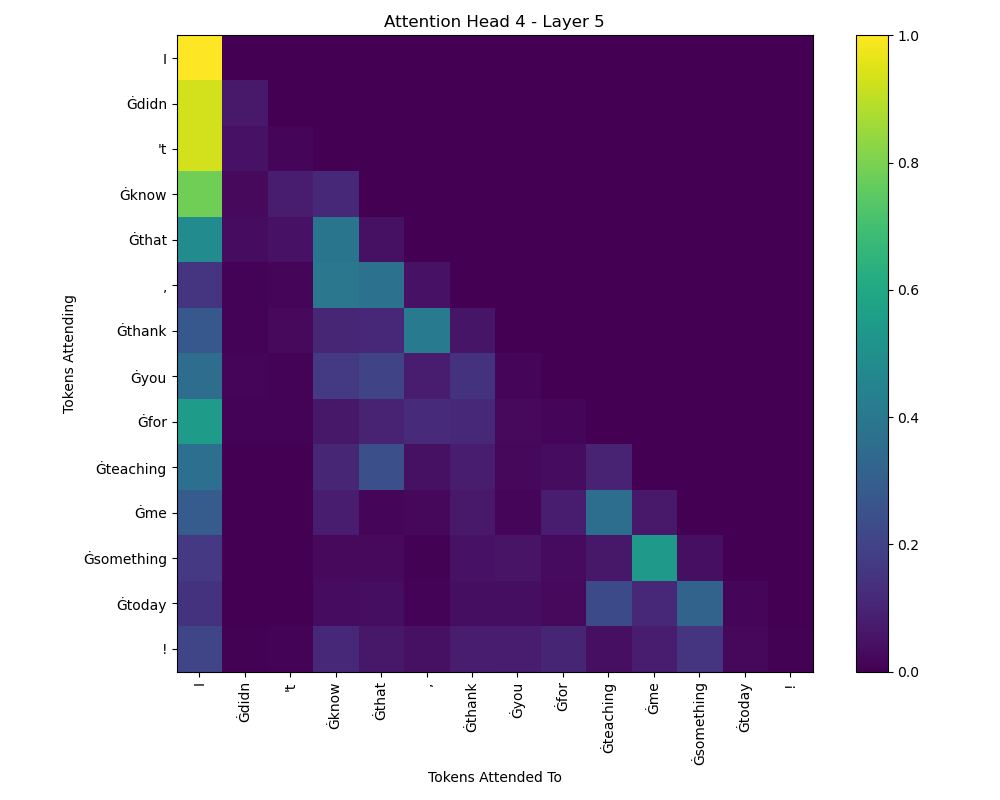 Attention Head 4 - Layer 5
Tokens Attending
I
Ġdidn
't
Ġknow
Ġthat
,
Ġthank
Ġyou
Ġfor
Ġteaching
Ġme
Ġsomething
Ġtoday
!
I
Ġdidn
't
Ġknow
Ġthat
,
Ġthank
Ġyou
Ġfor
Ġteaching
Ġme
Ġsomething
Ġtoday
!
Tokens Attended To
1.0
0.8
0.6
0.4
0.2
0.0